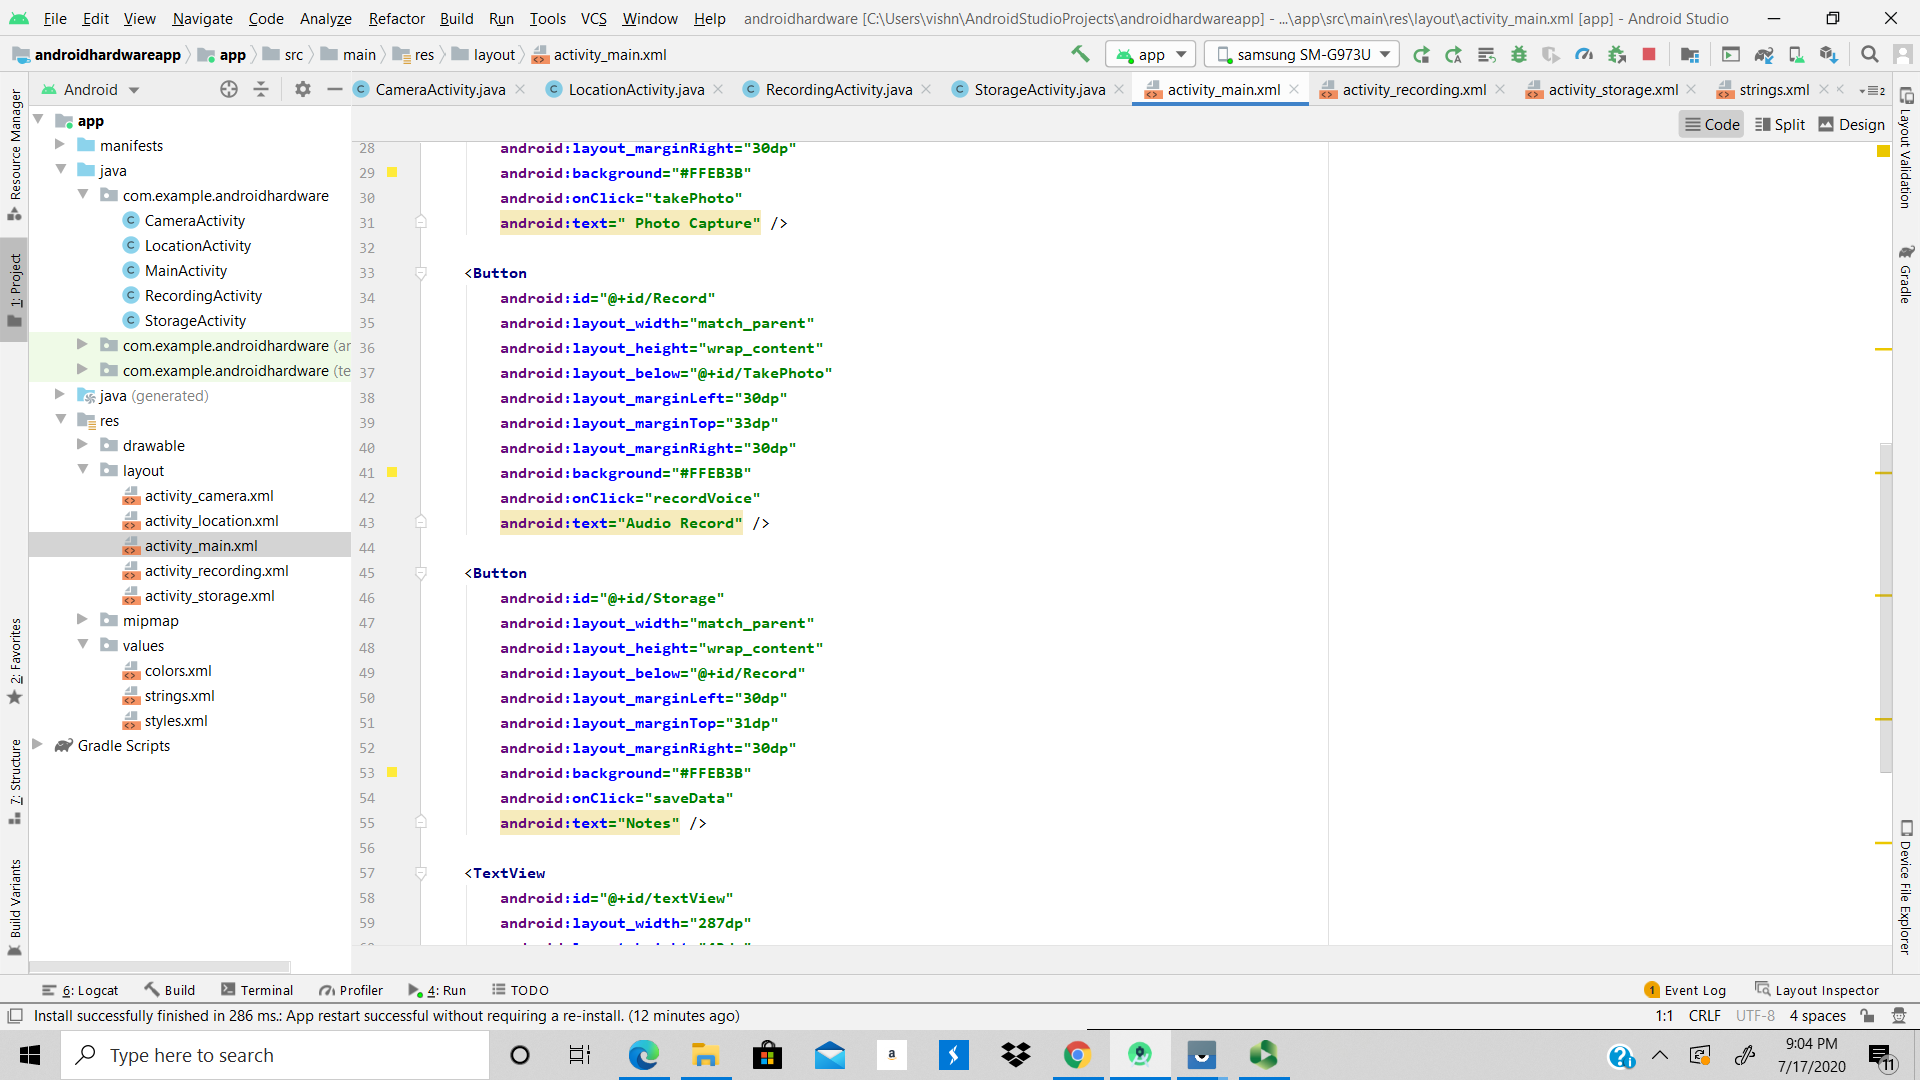 File Edit View Navigate Code Analyze Refactor Build Run Tools VCS Window Help androidhardware [C:\Users\vishn\AndroidStudioProjects\androidhardwareapp] - ...\app\src\main\res\layout\activity_main.xml [app] - Android Studio
androidhardwareapp app src main res layout activity_main.xml app samsung SM-G973U
Android CameraActivity.java LocationActivity.java RecordingActivity.java StorageActivity.java activity_main.xml activity_recording.xml activity_storage.xml strings.xml 2
Code Split Design
Resource Manager
1: Project
2: Favorites
7: Structure
Build Variants
app
manifests
java
com.example.androidhardware
CameraActivity
LocationActivity
MainActivity
RecordingActivity
StorageActivity
com.example.androidhardware (ar
com.example.androidhardware (te
java (generated)
res
drawable
layout
activity_camera.xml
activity_location.xml
activity_main.xml
activity_recording.xml
activity_storage.xml
mipmap
values
colors.xml
strings.xml
styles.xml
Gradle Scripts
28 android:layout_marginRight="30dp"
29 android:background="#FFEB3B"
30 android:onClick="takePhoto"
31 android:text=" Photo Capture" />
32
33 <Button
34 android:id="@+id/Record"
35 android:layout_width="match_parent"
36 android:layout_height="wrap_content"
37 android:layout_below="@+id/TakePhoto"
38 android:layout_marginLeft="30dp"
39 android:layout_marginTop="33dp"
40 android:layout_marginRight="30dp"
41 android:background="#FFEB3B"
42 android:onClick="recordVoice"
43 android:text="Audio Record" />
44
45 <Button
46 android:id="@+id/Storage"
47 android:layout_width="match_parent"
48 android:layout_height="wrap_content"
49 android:layout_below="@+id/Record"
50 android:layout_marginLeft="30dp"
51 android:layout_marginTop="31dp"
52 android:layout_marginRight="30dp"
53 android:background="#FFEB3B"
54 android:onClick="saveData"
55 android:text="Notes" />
56
57 <TextView
58 android:id="@+id/textView"
59 android:layout_width="287dp"
Layout Validation
Gradle
Device File Explorer
6: Logcat Build Terminal Profiler 4: Run TODO 1 Event Log Layout Inspector
Install successfully finished in 286 ms.: App restart successful without requiring a re-install. (12 minutes ago) 1:1 CRLF UTF-8 4 spaces
Type here to search
a
9:04 PM
7/17/2020
11